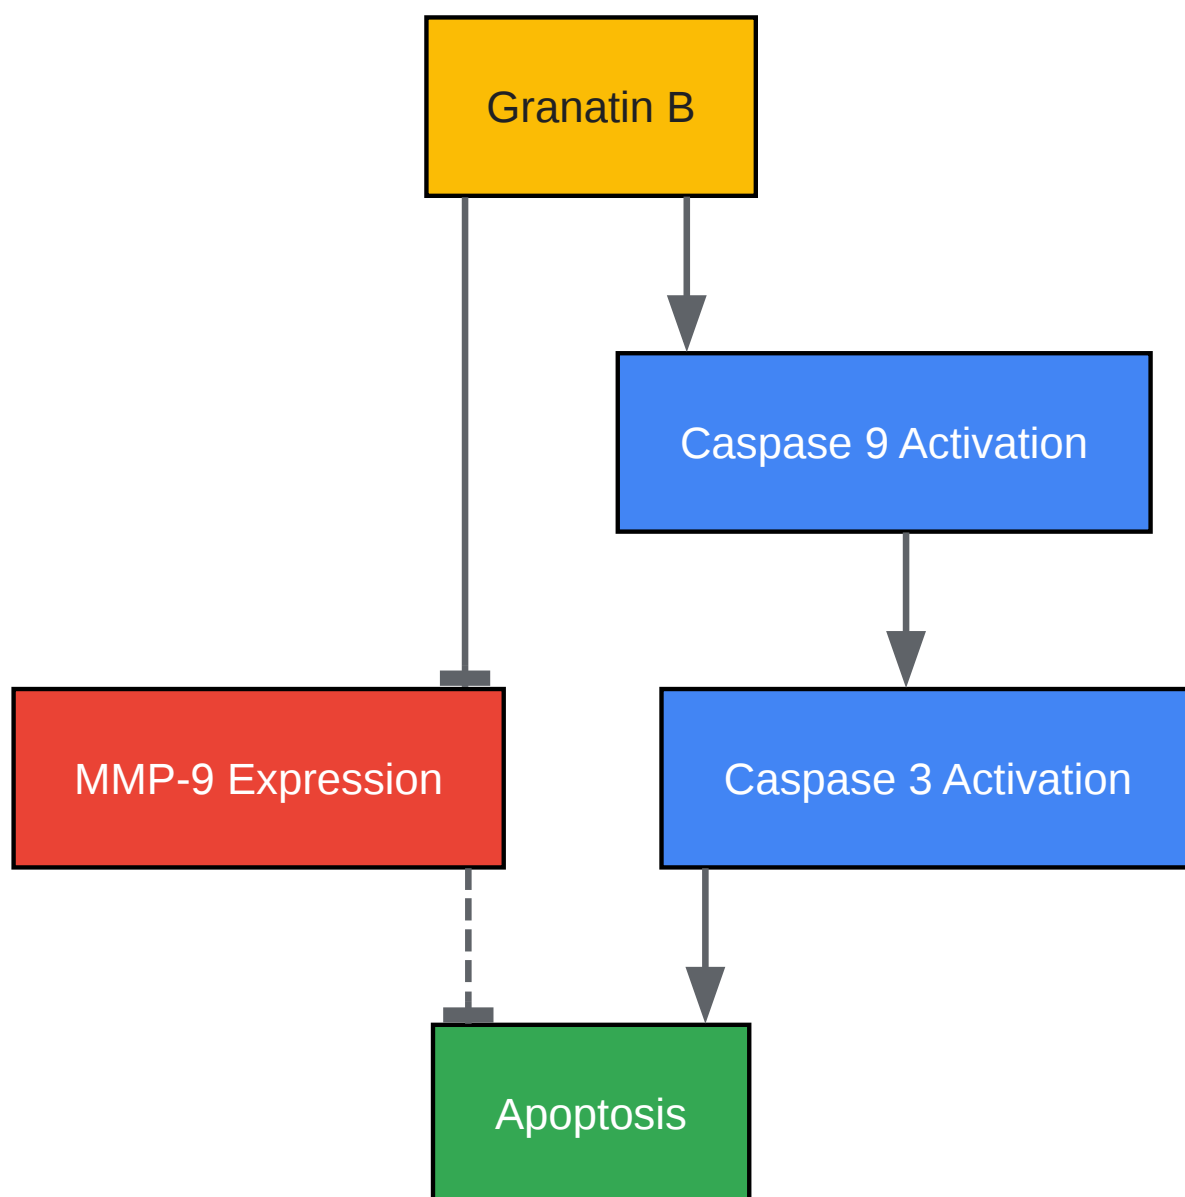 Granatin B
Caspase 9 Activation
MMP-9 Expression
Caspase 3 Activation
Apoptosis